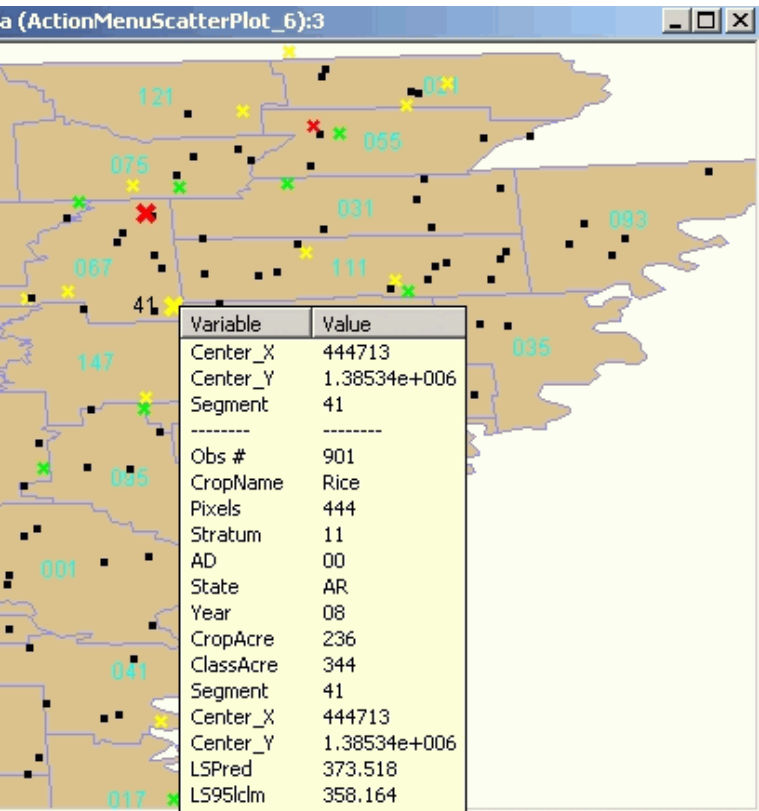 a (ActionMenuScatterPlot_6):3
121
021
055
075
031
093
067
111
41
035
147
095
001
041
017
Variable Value
Center_X 444713
Center_Y 1.38534e+006
Segment 41
-------- --------
Obs # 901
CropName Rice
Pixels 444
Stratum 11
AD 00
State AR
Year 08
CropAcre 236
ClassAcre 344
Segment 41
Center_X 444713
Center_Y 1.38534e+006
LSPred 373.518
LS95lclm 358.164